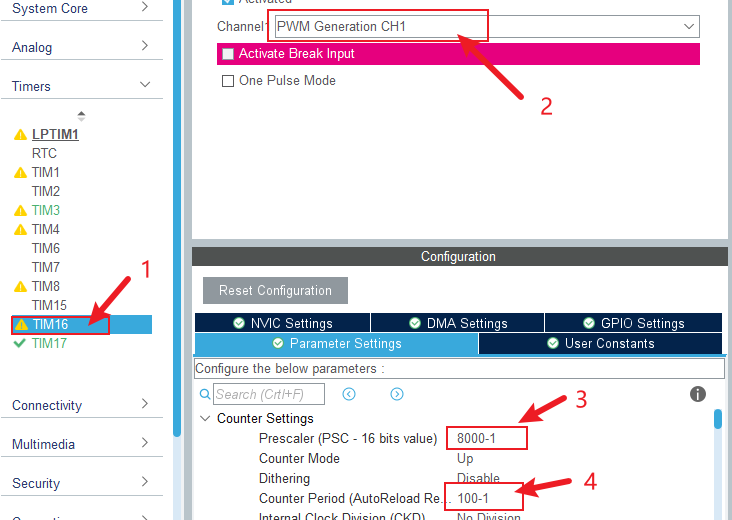 System Core
Analog
Timers
LPTIM1
RTC
TIM1
TIM2
TIM3
TIM4
TIM6
TIM7
TIM8
TIM15
TIM16
TIM17
Connectivity
Multimedia
Security
1
Activated
Channel1
PWM Generation CH1
Activate Break Input
One Pulse Mode
2
Configuration
Reset Configuration
NVIC Settings
DMA Settings
GPIO Settings
Parameter Settings
User Constants
Configure the below parameters :
Search (Crtl+F)
Counter Settings
Prescaler (PSC - 16 bits value) 8000-1
Counter Mode Up
Dithering Disable
Counter Period (AutoReload Re... 100-1
Internal Clock Division (CKD) No Division
3
4